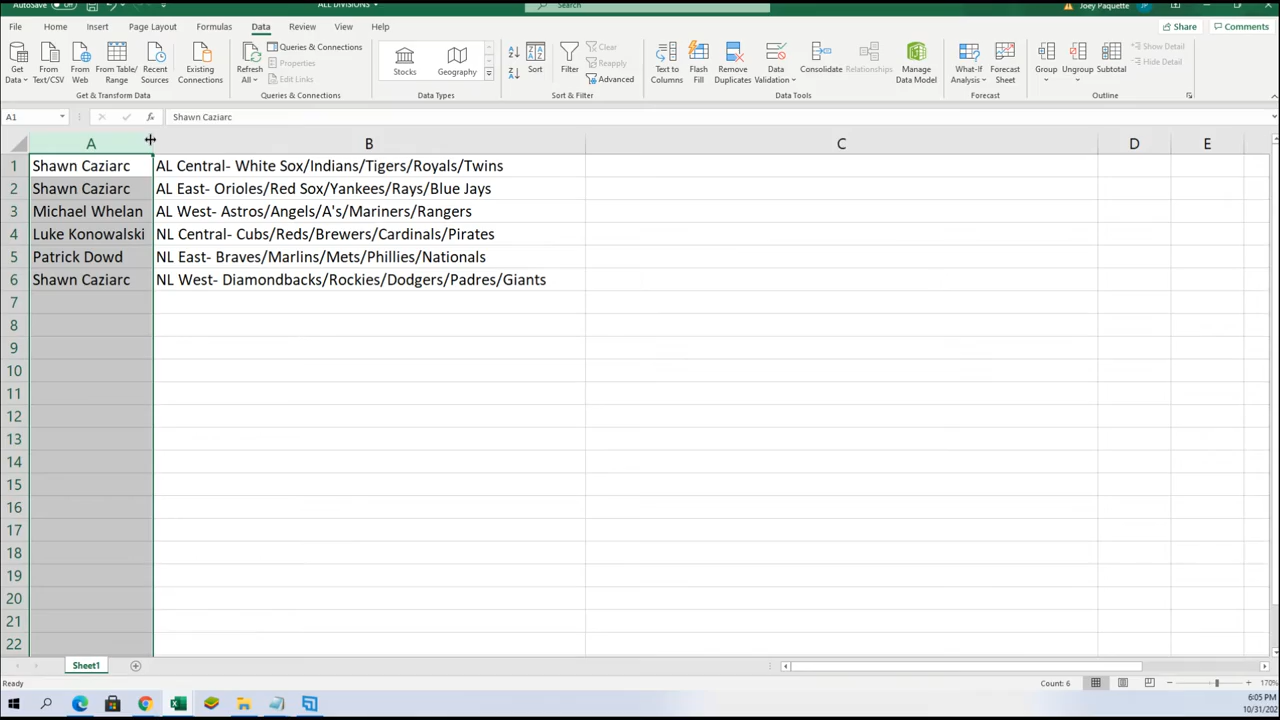 AutoSave Off ALL DIVISIONS Search Joey Paquette JP
File Home Insert Page Layout Formulas Data Review View Help Share Comments
Get Data From Text/CSV From Web From Table/Range Recent Sources Existing Connections
Refresh All Queries & Connections Properties Edit Links
Stocks Geography
Sort Filter Clear Reapply Advanced
Text to Columns Flash Fill Remove Duplicates Data Validation Consolidate Relationships Manage Data Model
What-If Analysis Forecast Sheet
Group Ungroup Subtotal Show Detail Hide Detail
Get & Transform Data Queries & Connections Data Types Sort & Filter Data Tools Forecast Outline
A1 fx Shawn Caziarc
A B C D E
1 Shawn Caziarc AL Central- White Sox/Indians/Tigers/Royals/Twins
2 Shawn Caziarc AL East- Orioles/Red Sox/Yankees/Rays/Blue Jays
3 Michael Whelan AL West- Astros/Angels/A's/Mariners/Rangers
4 Luke Konowalski NL Central- Cubs/Reds/Brewers/Cardinals/Pirates
5 Patrick Dowd NL East- Braves/Marlins/Mets/Phillies/Nationals
6 Shawn Caziarc NL West- Diamondbacks/Rockies/Dodgers/Padres/Giants
7
8
9
10
11
12
13
14
15
16
17
18
19
20
21
22
Sheet1
Ready Count: 6 170%
6:05 PM
10/31/202